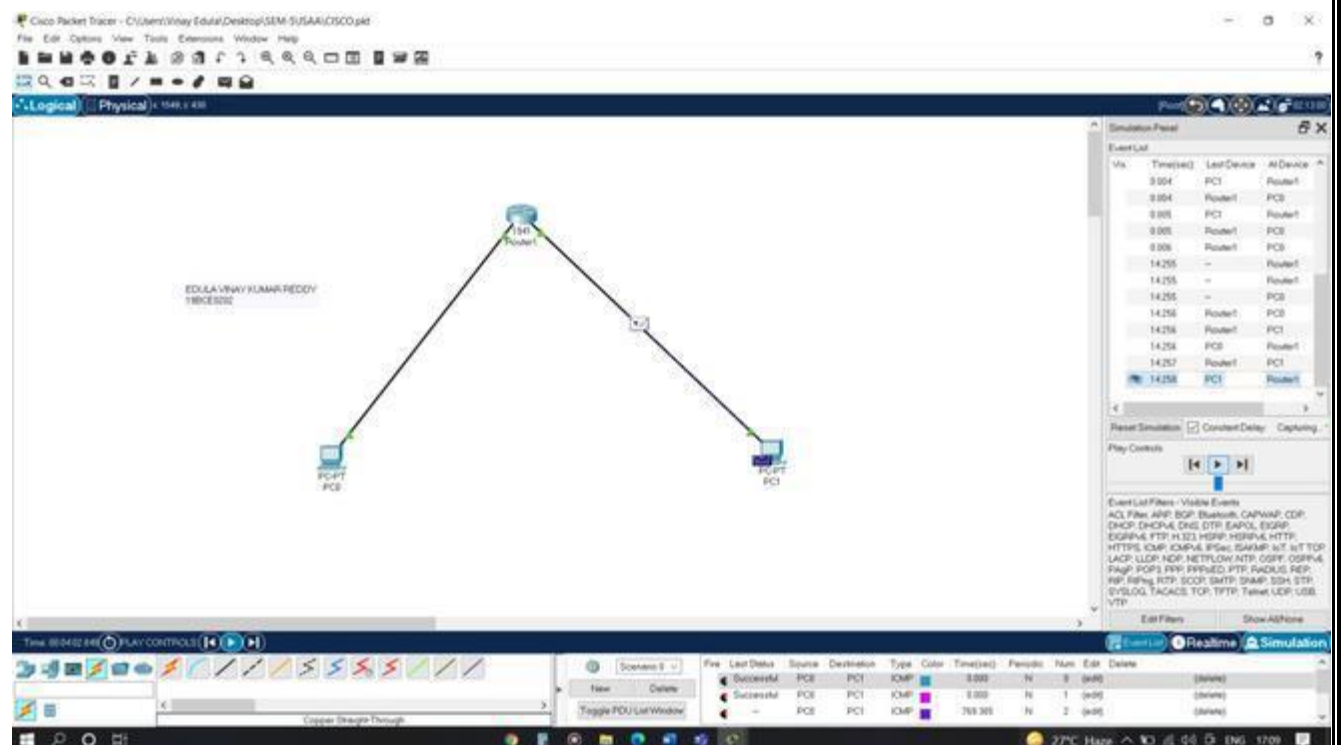 Cisco Packet Tracer - C:\Users\Vinay Edula\Desktop\SEM-5\ISAA\CISCO.pkt
File Edit Options View Tools Extensions Window Help
?
Logical Physical
Simulation Panel
Event List
Vis. Time(sec) Last Device At Device
0.004 PC1 Router1
0.004 Router1 PC0
0.005 PC1 Router1
0.005 Router1 PC0
0.006 Router1 PC0
14.255 -- Router1
14.255 -- Router1
14.255 -- PC0
14.256 Router1 PC0
14.256 Router1 PC1
14.256 PC0 Router1
14.257 Router1 PC1
14.258 PC1 Router1
1841
Router1
EDULA VINAY KUMAR REDDY
PC-PT
PC0
PC-PT
PC1
Reset Simulation Constant Delay Capturing...
Play Controls
Event List Filters - Visible Events
ACL Filter, ARP, BGP, Bluetooth, CAPWAP, CDP,
DHCP, DHCPv6, DNS, DTP, EAPOL, EIGRP,
EIGRPv6, FTP, H.323, HSRP, HSRPv6, HTTP,
HTTPS, ICMP, ICMPv6, IPSec, ISAKMP, IoT, IoT TCP,
LACP, LLDP, NDP, NETFLOW, NTP, OSPF, OSPFv6,
PAgP, POP3, PPP, PPPoED, PTP, RADIUS, REP,
RIP, RIPng, RTP, SCCP, SMTP, SNMP, SSH, STP,
SYSLOG, TACACS, TCP, TFTP, Telnet, UDP, USB,
VTP
Edit Filters Show All/None
Time: PLAY CONTROLS:
Event List Realtime Simulation
Scenario 0
New Delete
Toggle PDU List Window
Fire Last Status Source Destination Type Color Time(sec) Periodic Num Edit Delete
Successful PC0 PC1 ICMP 0.000 N 0 (edit) (delete)
Successful PC0 PC1 ICMP 0.000 N 1 (edit) (delete)
-- PC0 PC1 ICMP N 2 (edit) (delete)
Copper Straight-Through
27°C Haze ENG 17:09